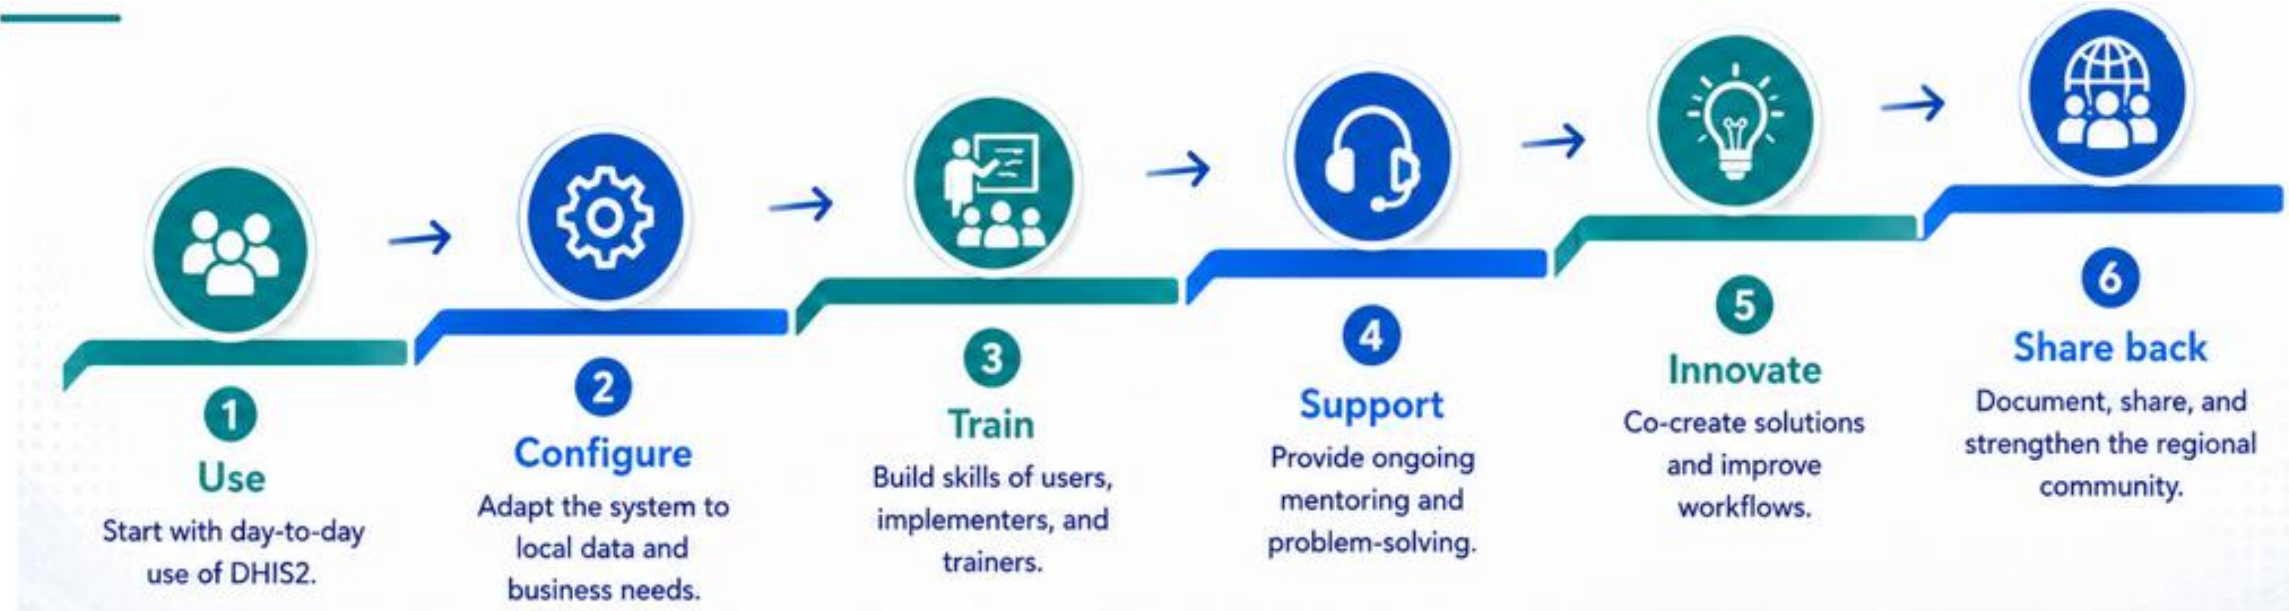 1
Use
Start with day-to-day
use of DHIS2.
2
Configure
Adapt the system to
local data and
business needs.
3
Train
Build skills of users,
implementers, and
trainers.
4
Support
Provide ongoing
mentoring and
problem-solving.
5
Innovate
Co-create solutions
and improve
workflows.
6
Share back
Document, share, and
strengthen the regional
community.